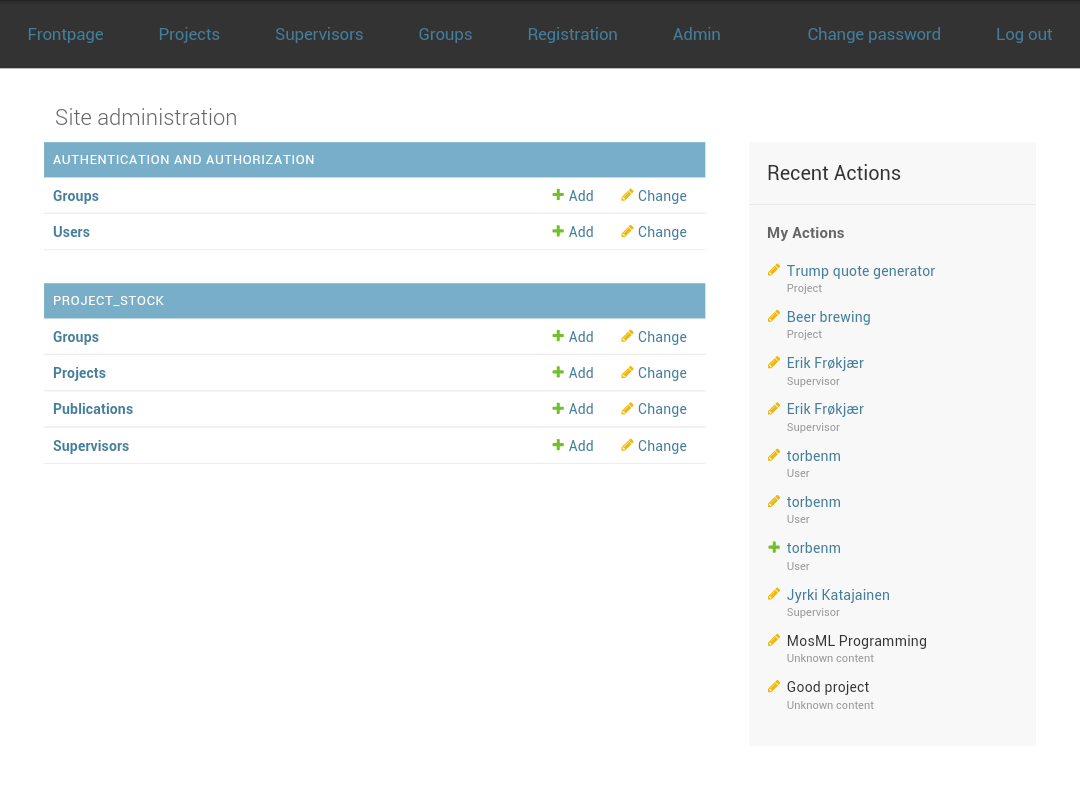 Frontpage Projects Supervisors Groups Registration Admin Change password Log out
Site administration
AUTHENTICATION AND AUTHORIZATION
Groups Add Change
Users Add Change
PROJECT_STOCK
Groups Add Change
Projects Add Change
Publications Add Change
Supervisors Add Change
Recent Actions
My Actions
Trump quote generator
Project
Beer brewing
Project
Erik Frøkjær
Supervisor
Erik Frøkjær
Supervisor
torbenm
User
torbenm
User
torbenm
User
Jyrki Katajainen
Supervisor
MosML Programming
Unknown content
Good project
Unknown content